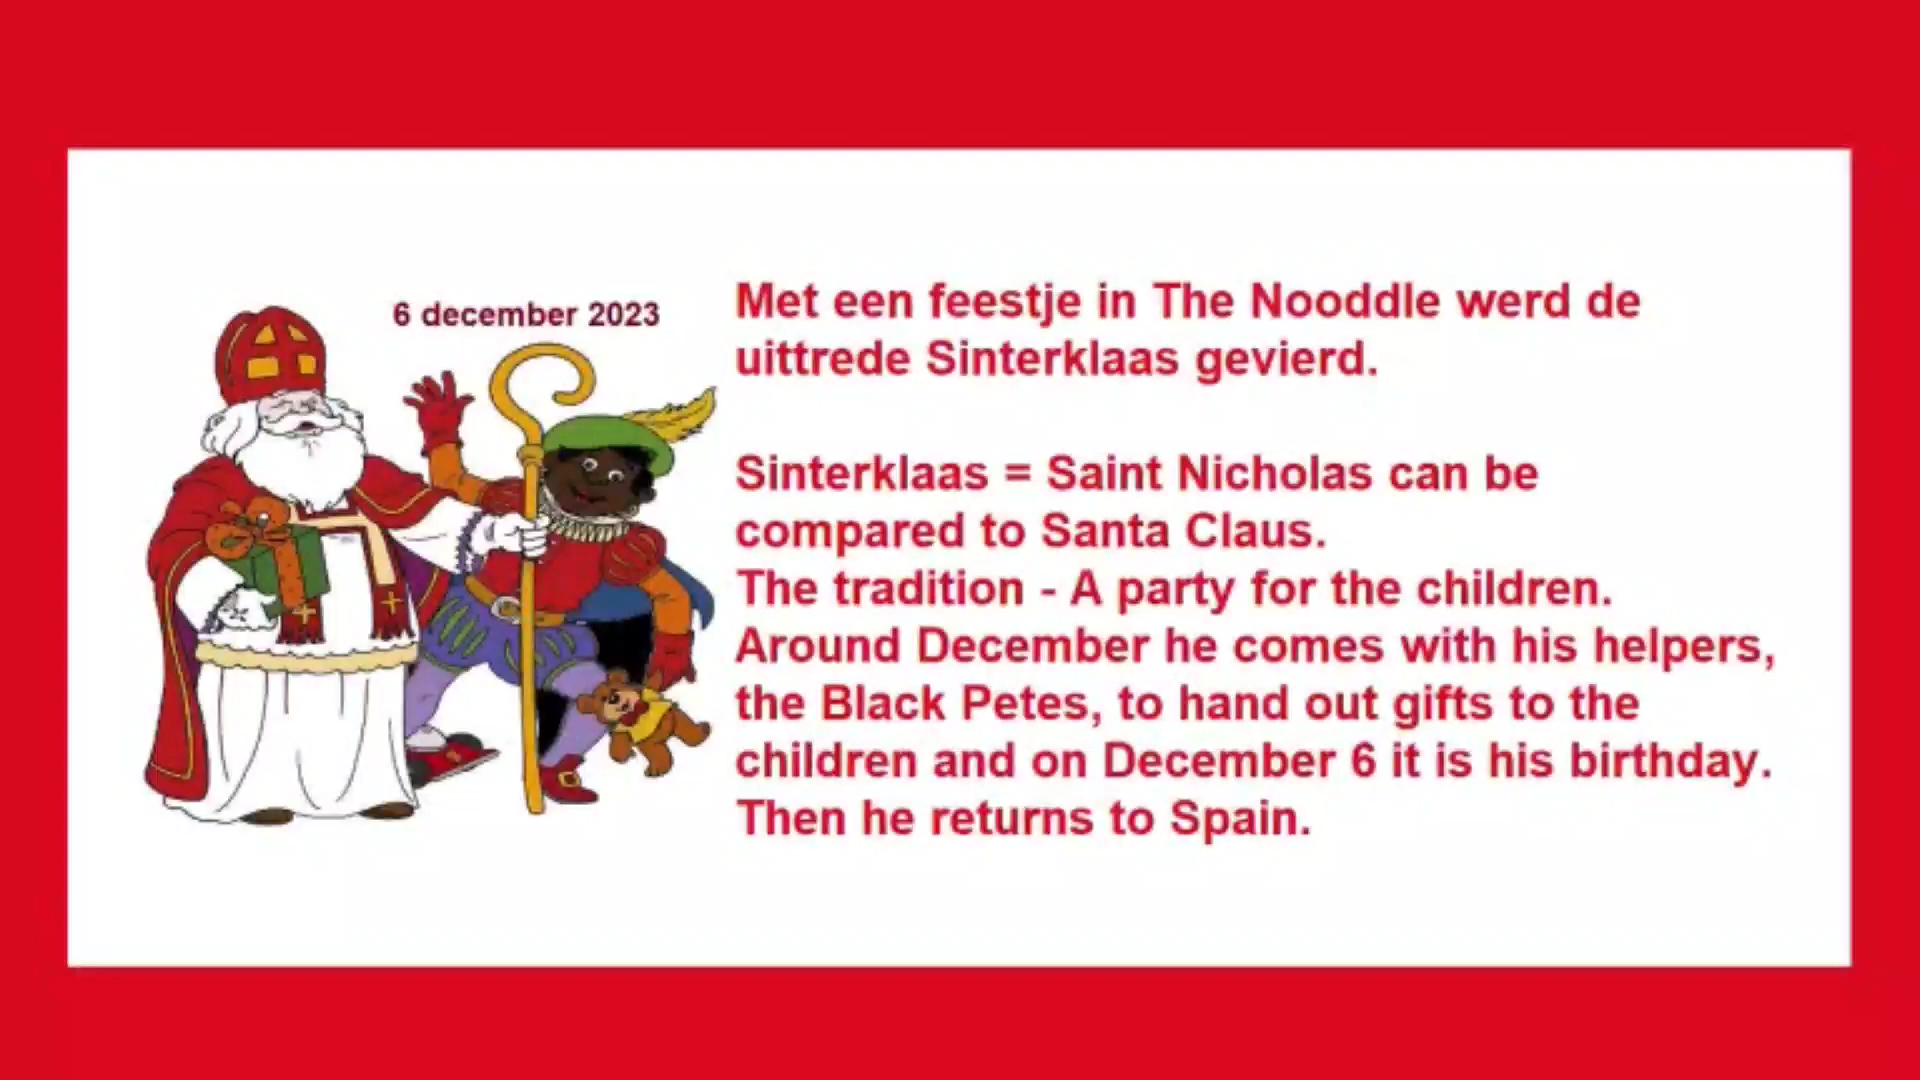 6 december 2023
Met een feestje in The Nooddle werd de
uittrede Sinterklaas gevierd.
Sinterklaas = Saint Nicholas can be
compared to Santa Claus.
The tradition - A party for the children.
Around December he comes with his helpers,
the Black Petes, to hand out gifts to the
children and on December 6 it is his birthday.
Then he returns to Spain.